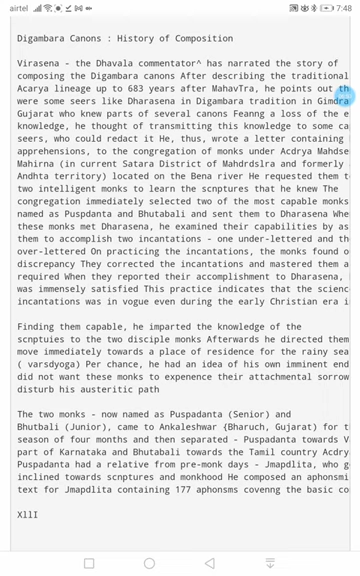 airtel 7:48
Digambara Canons : History of Composition
Virasena - the Dhavala commentator^ has narrated the story of
composing the Digambara canons After describing the traditional
Acarya lineage up to 683 years after MahavTra, he points out th
were some seers like Dharasena in Digambara tradition in Gimdra
Gujarat who knew parts of several canons Feanng a loss of the e
knowledge, he thought of transmitting this knowledge to some ca
seers, who could redact it He, thus, wrote a letter containing
apprehensions, to the congregation of monks under Acdrya Mahdse
Mahirna (in current Satara District of Mahdrdslra and formerly
Andhta territory) located on the Bena river He requested them t
two intelligent monks to learn the scnptures that he knew The
congregation immediately selected two of the most capable monks
named as Puspdanta and Bhutabali and sent them to Dharasena Whe
these monks met Dharasena, he examined their capabilities by as
them to accomplish two incantations - one under-lettered and th
over-lettered On practicing the incantations, the monks found o
discrepancy They corrected the incantations and mastered them a
required When they reported their accomplishment to Dharasena,
was immensely satisfied This practice indicates that the scienc
incantations was in vogue even during the early Christian era i
Finding them capable, he imparted the knowledge of the
scnptuies to the two disciple monks Afterwards he directed them
move immediately towards a place of residence for the rainy sea
( varsdyoga) Per chance, he had an idea of his own imminent end
did not want these monks to expenence their attachmental sorrow
disturb his austeritic path
The two monks - now named as Puspadanta (Senior) and
Bhutbali (Junior), came to Ankaleshwar {Bharuch, Gujarat) for t
season of four months and then separated - Puspadanta towards V
part of Karnataka and Bhutabali towards the Tamil country Acdry
Puspadanta had a relative from pre-monk days - Jmapdlita, who g
inclined towards scnptures and monkhood He composed an aphonsmi
text for Jmapdlita containing 177 aphonsms covenng the basic co
XllI